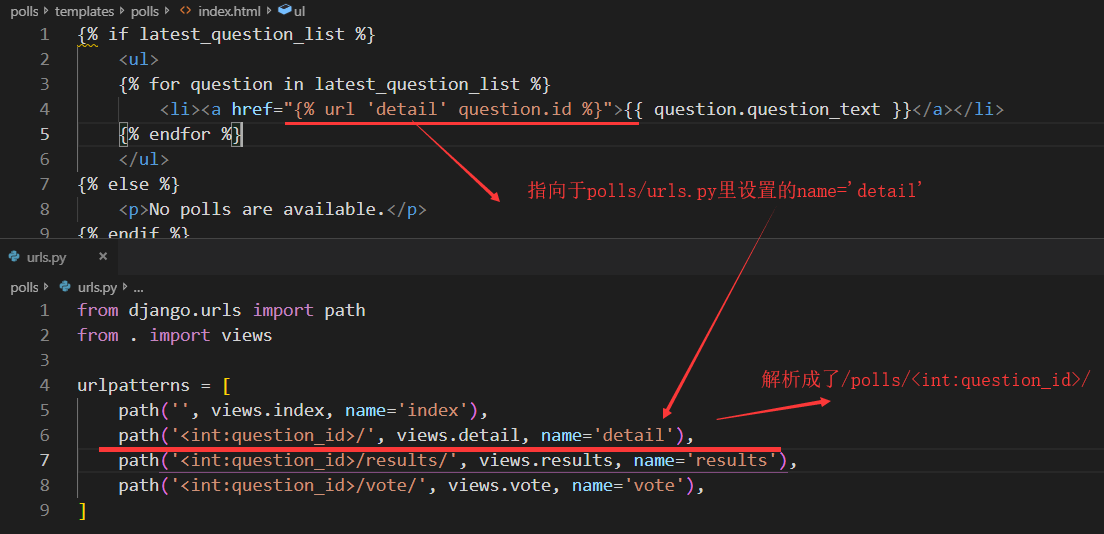 polls > templates > polls > <> index.html > ul
1 {% if latest_question_list %}
2 <ul>
3 {% for question in latest_question_list %}
4 <li><a href="{% url 'detail' question.id %}">{{ question.question_text }}</a></li>
5 {% endfor %}
6 </ul>
7 {% else %}
8 <p>No polls are available.</p>
9 {% endif %}
指向于polls/urls.py里设置的name='detail'
urls.py ×
polls > urls.py > ...
1 from django.urls import path
2 from . import views
3
4 urlpatterns = [
解析成了/polls/<int:question_id>/
5 path('', views.index, name='index'),
6 path('<int:question_id>/', views.detail, name='detail'),
7 path('<int:question_id>/results/', views.results, name='results'),
8 path('<int:question_id>/vote/', views.vote, name='vote'),
9 ]